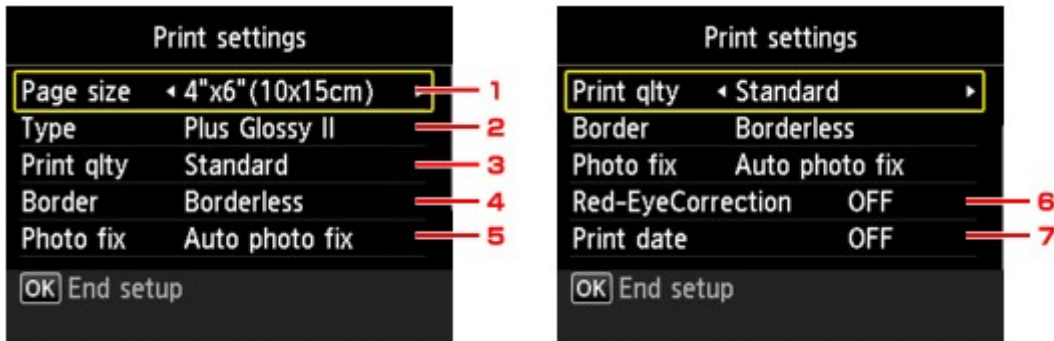 Print settings
Page size 4"x6"(10x15cm) 1
Type Plus Glossy II 2
Print qlty Standard 3
Border Borderless 4
Photo fix Auto photo fix 5
OK End setup
Print settings
Print qlty Standard
Border Borderless
Photo fix Auto photo fix
Red-EyeCorrection OFF 6
Print date OFF 7
OK End setup